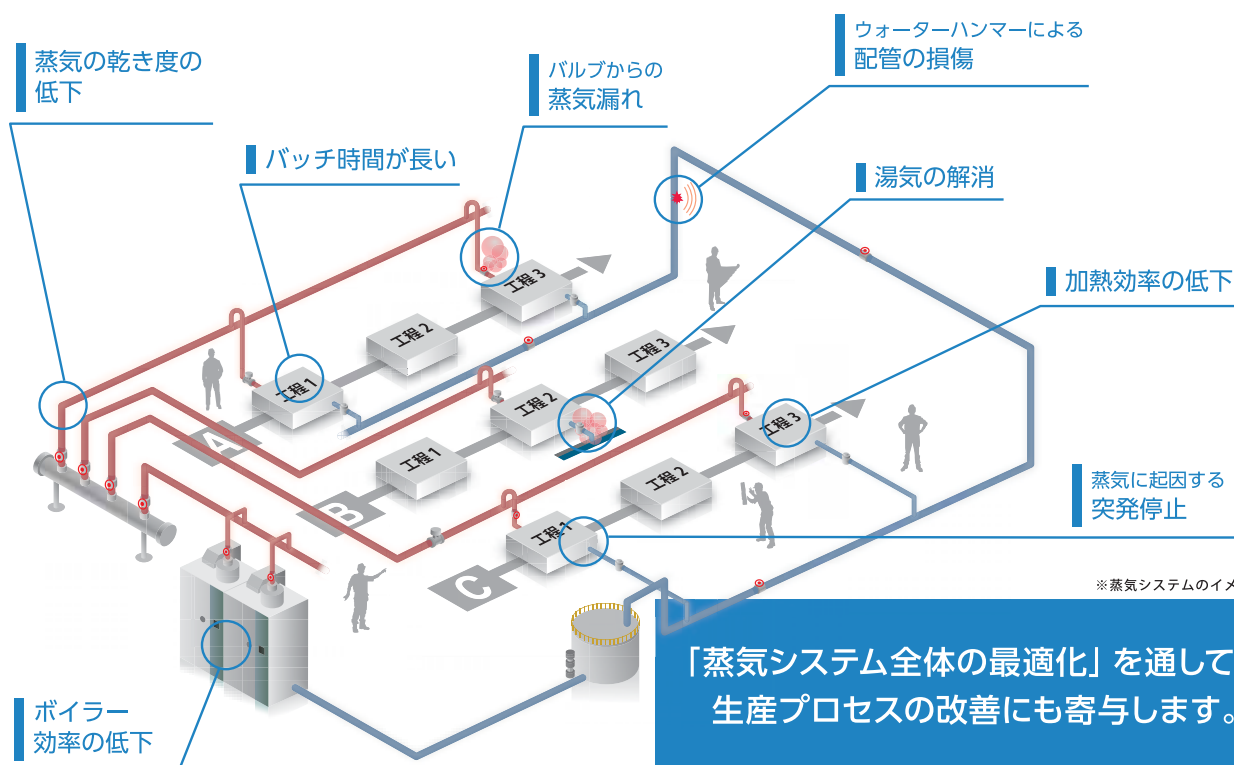 蒸気の乾き度の
低下
バッチ時間が長い
バルブからの
蒸気漏れ
ウォーターハンマーによる
配管の損傷
湯気の解消
加熱効率の低下
蒸気に起因する
突発停止
ボイラー
効率の低下
A
工程1
工程2
工程3
B
工程1
工程2
工程3
C
工程1
工程2
工程3
※蒸気システムのイメ
「蒸気システム全体の最適化」を通して
生産プロセスの改善にも寄与します。